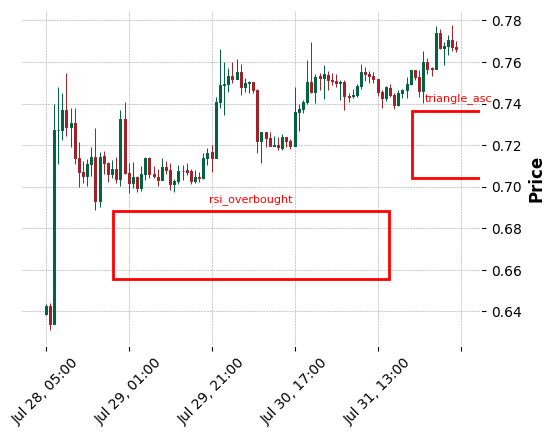 0.78
0.76
triangle_asc
0.74
0.72
Price
0.70
rsi_overbought
0.68
0.66
0.64
Jul 28, 05:00
Jul 29, 01:00
Jul 29, 21:00
Jul 30, 17:00
Jul 31, 13:00